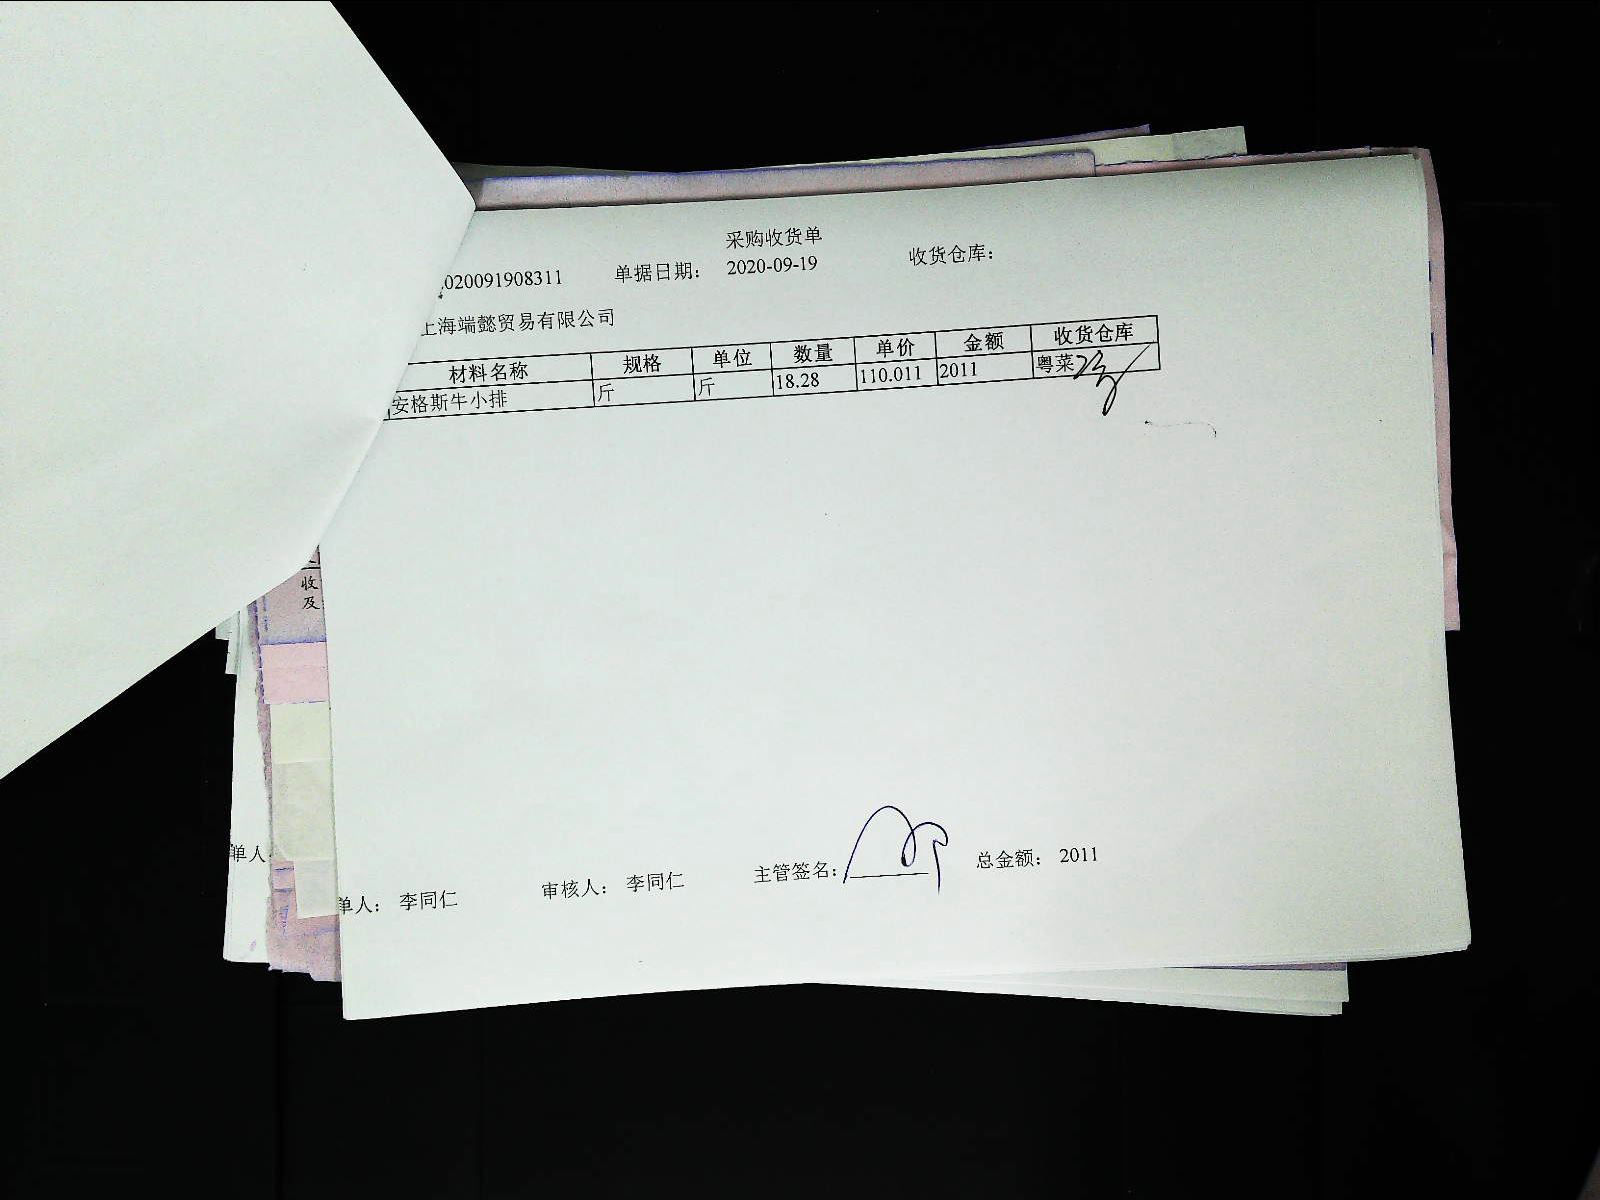 采购收货单
020091908311 单据日期： 2020-09-19 收货仓库：
上海端懿贸易有限公司
材料名称 规格 单位 数量 单价 金额 收货仓库
安格斯牛小排 斤 斤 18.28 110.011 2011 粤菜
收
及
单人
单人： 李同仁 审核人： 李同仁 主管签名： 总金额： 2011